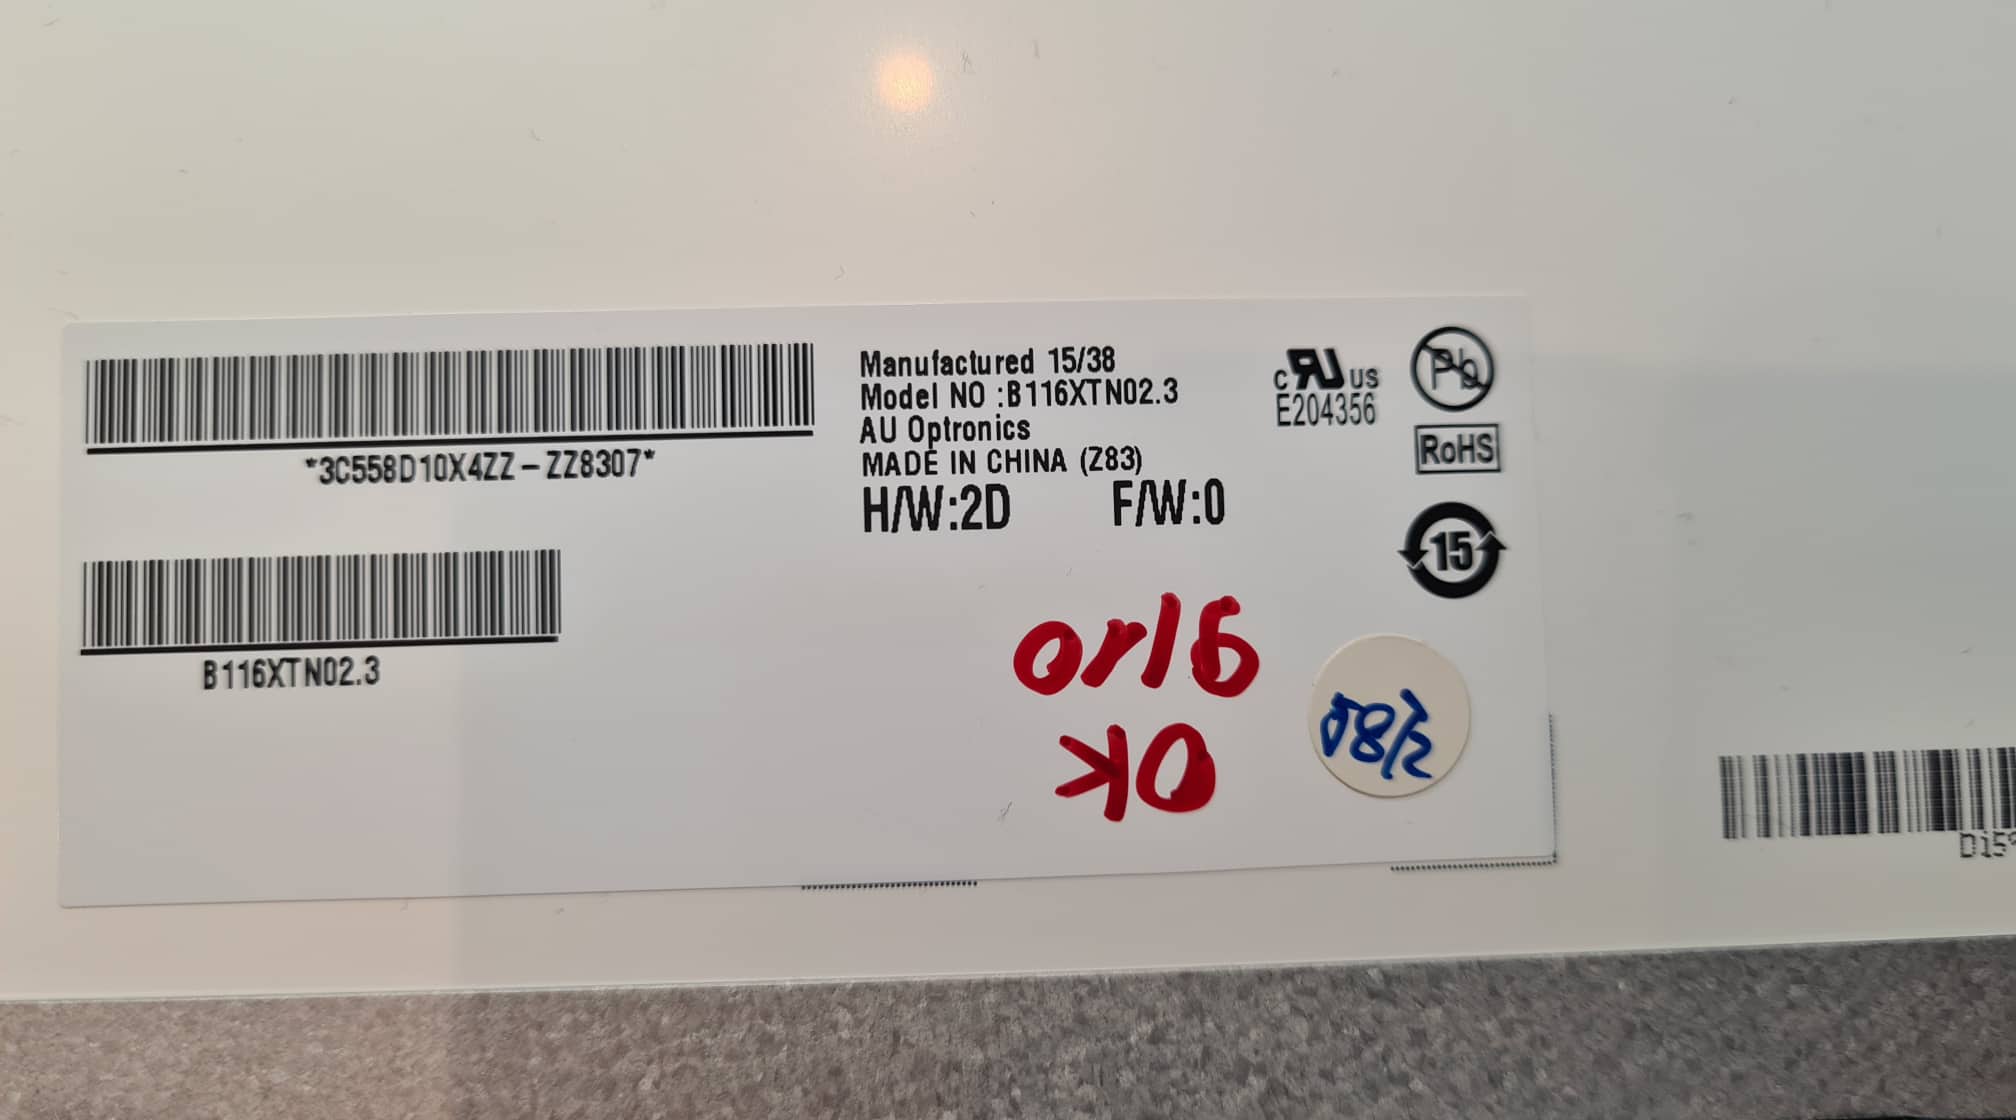 *3C558D10X4ZZ-ZZ8307*
B116XTN02.3
Manufactured 15/38
Model NO :B116XTN02.3
AU Optronics
MADE IN CHINA (Z83)
H/W:2D F/W:0
c RU US
E204356
Pb
RoHS
15
OK